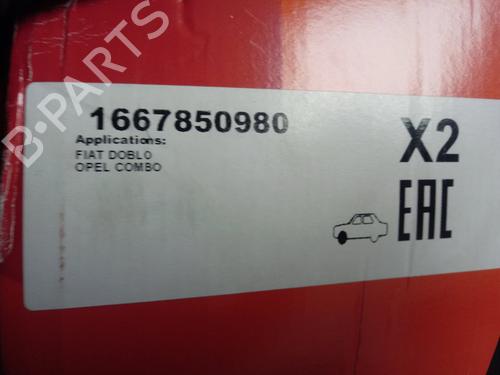 B-PARTS
1667850980
Applications:
FIAT DOBLO
OPEL COMBO
X2
EAC